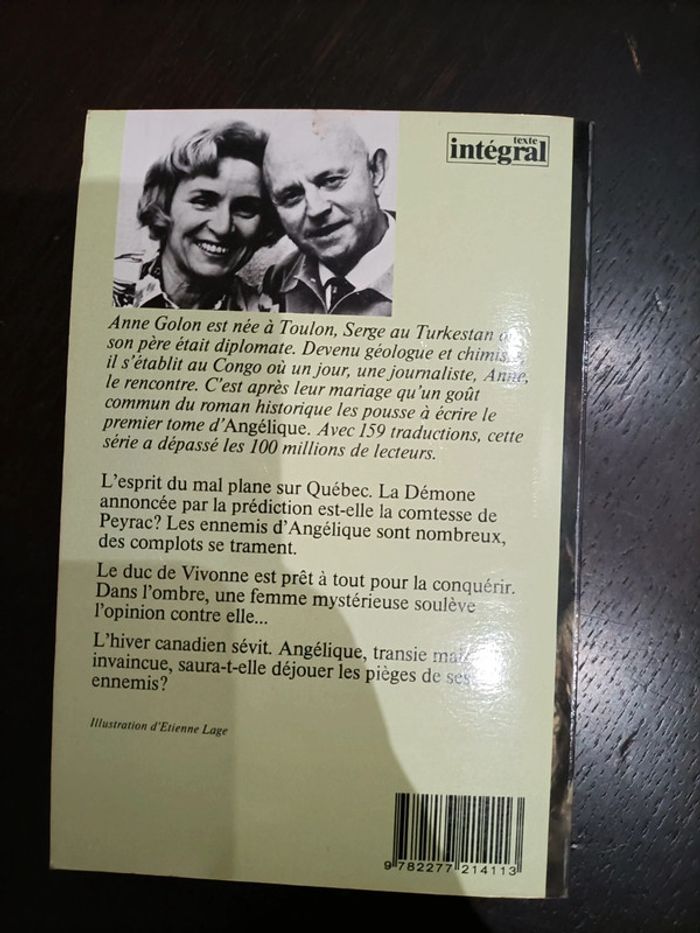 texte
intégral
Anne Golon est née à Toulon, Serge au Turkestan
son père était diplomate. Devenu géologue et
il s'établit au Congo où un jour, une journaliste, Anne,
le rencontre. C'est après leur mariage qu'un goût
commun du roman historique les pousse à écrire le
premier tome d'Angélique. Avec 159 traductions, cette
série a dépassé les 100 millions de lecteurs.
L'esprit du mal plane sur Québec. La Démone
annoncée par la prédiction est-elle la comtesse de
Peyrac? Les ennemis d'Angélique sont nombreux,
des complots se trament.
Le duc de Vivonne est prêt à tout pour la conquérir.
Dans l'ombre, une femme mystérieuse soulève
l'opinion contre elle...
L'hiver canadien sévit. Angélique, transie mais
invaincue, saura-t-elle déjouer les pièges de ses
ennemis?
Illustration d'Etienne Lage
9 782277 214113